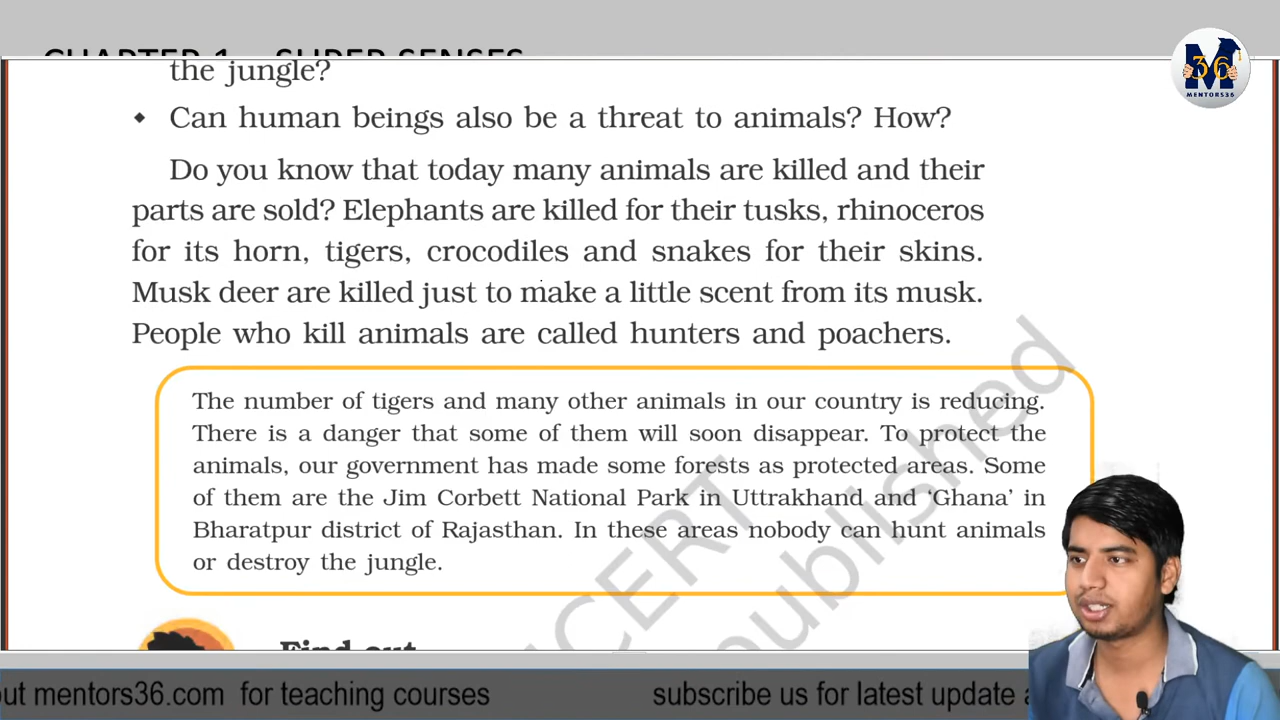 CHAPTER 1 – SUPER SENSES
M
36
MENTORS36
the jungle?
◆ Can human beings also be a threat to animals? How?
Do you know that today many animals are killed and their
parts are sold? Elephants are killed for their tusks, rhinoceros
for its horn, tigers, crocodiles and snakes for their skins.
Musk deer are killed just to make a little scent from its musk.
People who kill animals are called hunters and poachers.
The number of tigers and many other animals in our country is reducing.
There is a danger that some of them will soon disappear. To protect the
animals, our government has made some forests as protected areas. Some
of them are the Jim Corbett National Park in Uttrakhand and ‘Ghana’ in
Bharatpur district of Rajasthan. In these areas nobody can hunt animals
or destroy the jungle.
Find out
mentors36.com for teaching courses subscribe us for latest update